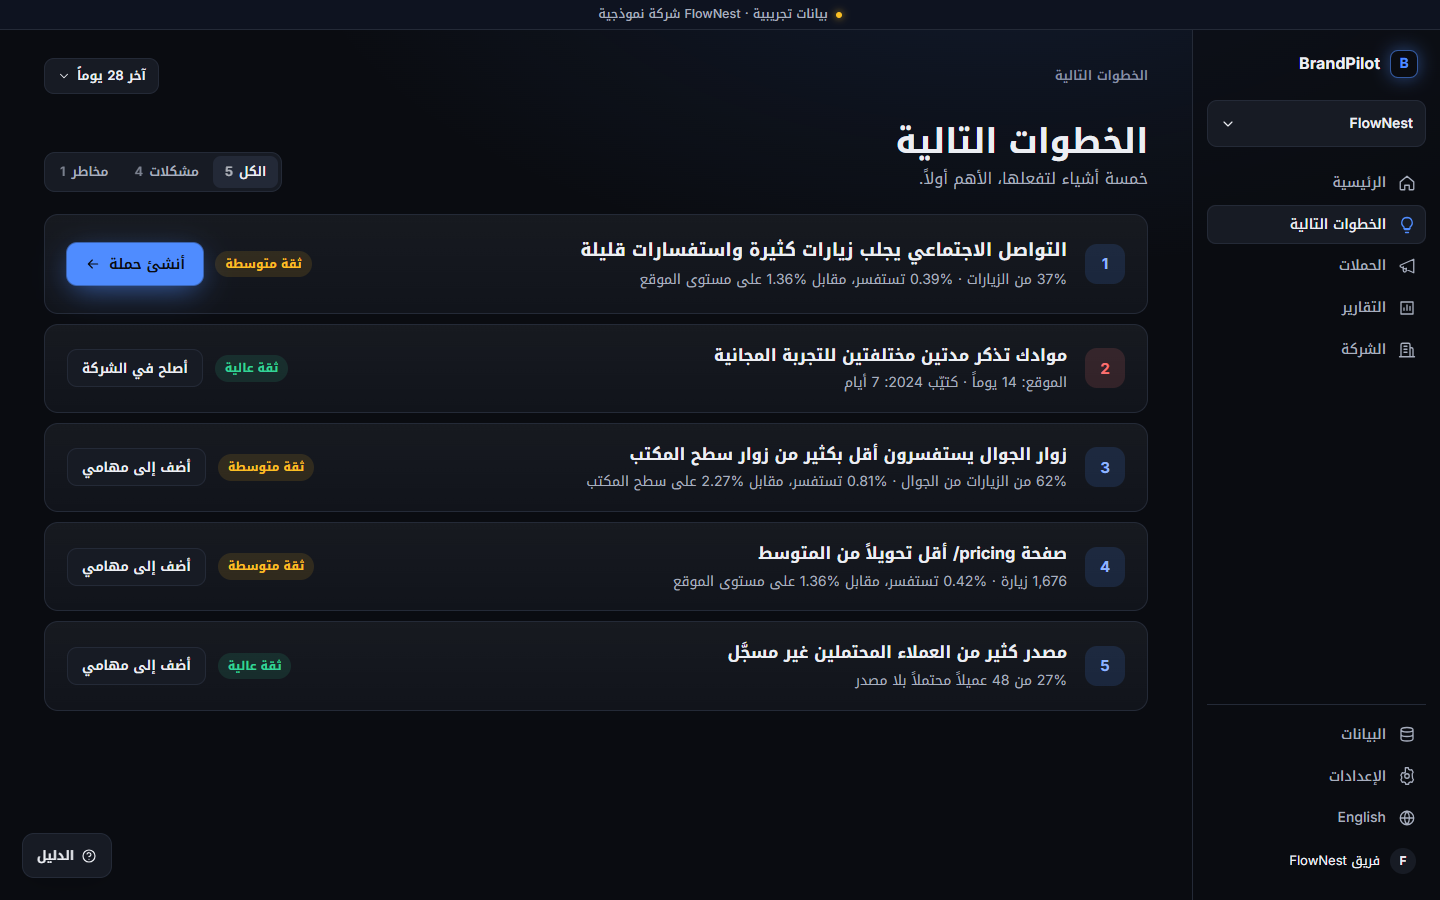 بيانات تجريبية · FlowNest شركة نموذجية
BrandPilot
B
FlowNest
الرئيسية
الخطوات التالية
الحملات
التقارير
الشركة
البيانات
الإعدادات
English
F
فريق FlowNest
الخطوات التالية
آخر 28 يوماً
الخطوات التالية
خمسة أشياء لتفعلها، الأهم أولاً.
الكل 5
مشكلات 4
مخاطر 1
1
التواصل الاجتماعي يجلب زيارات كثيرة واستفسارات قليلة
37% من الزيارات · 0.39% تستفسر، مقابل 1.36% على مستوى الموقع
ثقة متوسطة
أنشئ حملة ←
2
موادك تذكر مدتين مختلفتين للتجربة المجانية
الموقع: 14 يوماً · كتيّب 2024: 7 أيام
ثقة عالية
أصلح في الشركة
3
زوار الجوال يستفسرون أقل بكثير من زوار سطح المكتب
62% من الزيارات من الجوال · 0.81% تستفسر، مقابل 2.27% على سطح المكتب
ثقة متوسطة
أضف إلى مهامي
4
صفحة /pricing أقل تحويلاً من المتوسط
1,676 زيارة · 0.42% تستفسر، مقابل 1.36% على مستوى الموقع
ثقة متوسطة
أضف إلى مهامي
5
مصدر كثير من العملاء المحتملين غير مسجَّل
27% من 48 عميلاً محتملاً بلا مصدر
ثقة عالية
أضف إلى مهامي
الدليل